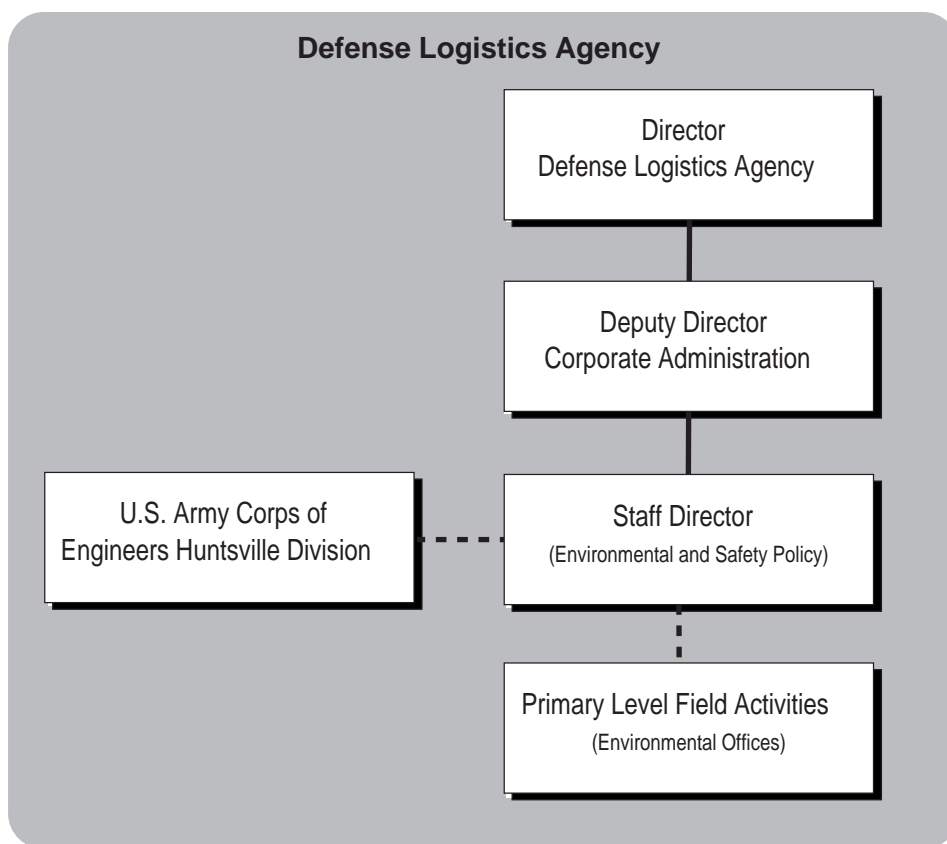 Defense Logistics Agency
Director
Defense Logistics Agency
Deputy Director
Corporate Administration
U.S. Army Corps of
Engineers Huntsville Division
Staff Director
(Environmental and Safety Policy)
Primary Level Field Activities
(Environmental Offices)